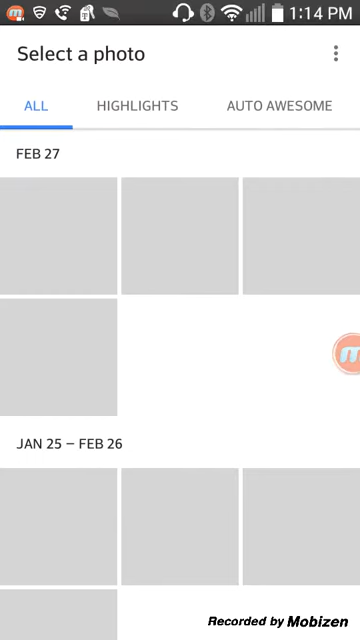 1:14 PM
Select a photo
ALL HIGHLIGHTS AUTO AWESOME
FEB 27
JAN 25 – FEB 26
Recorded by Mobizen